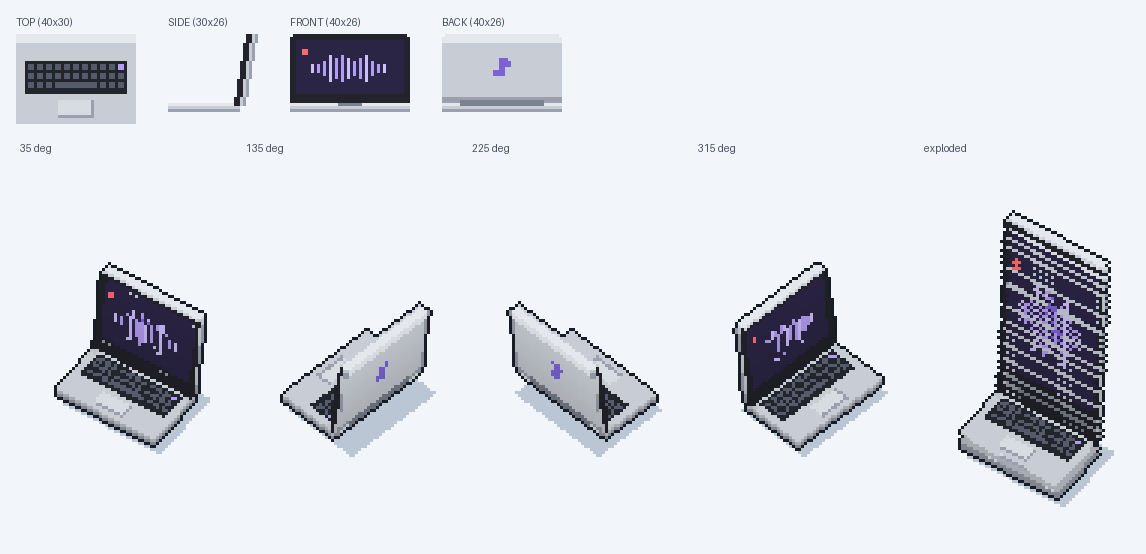 TOP (40x30)
SIDE (30x26)
FRONT (40x26)
BACK (40x26)
35 deg
135 deg
225 deg
315 deg
exploded